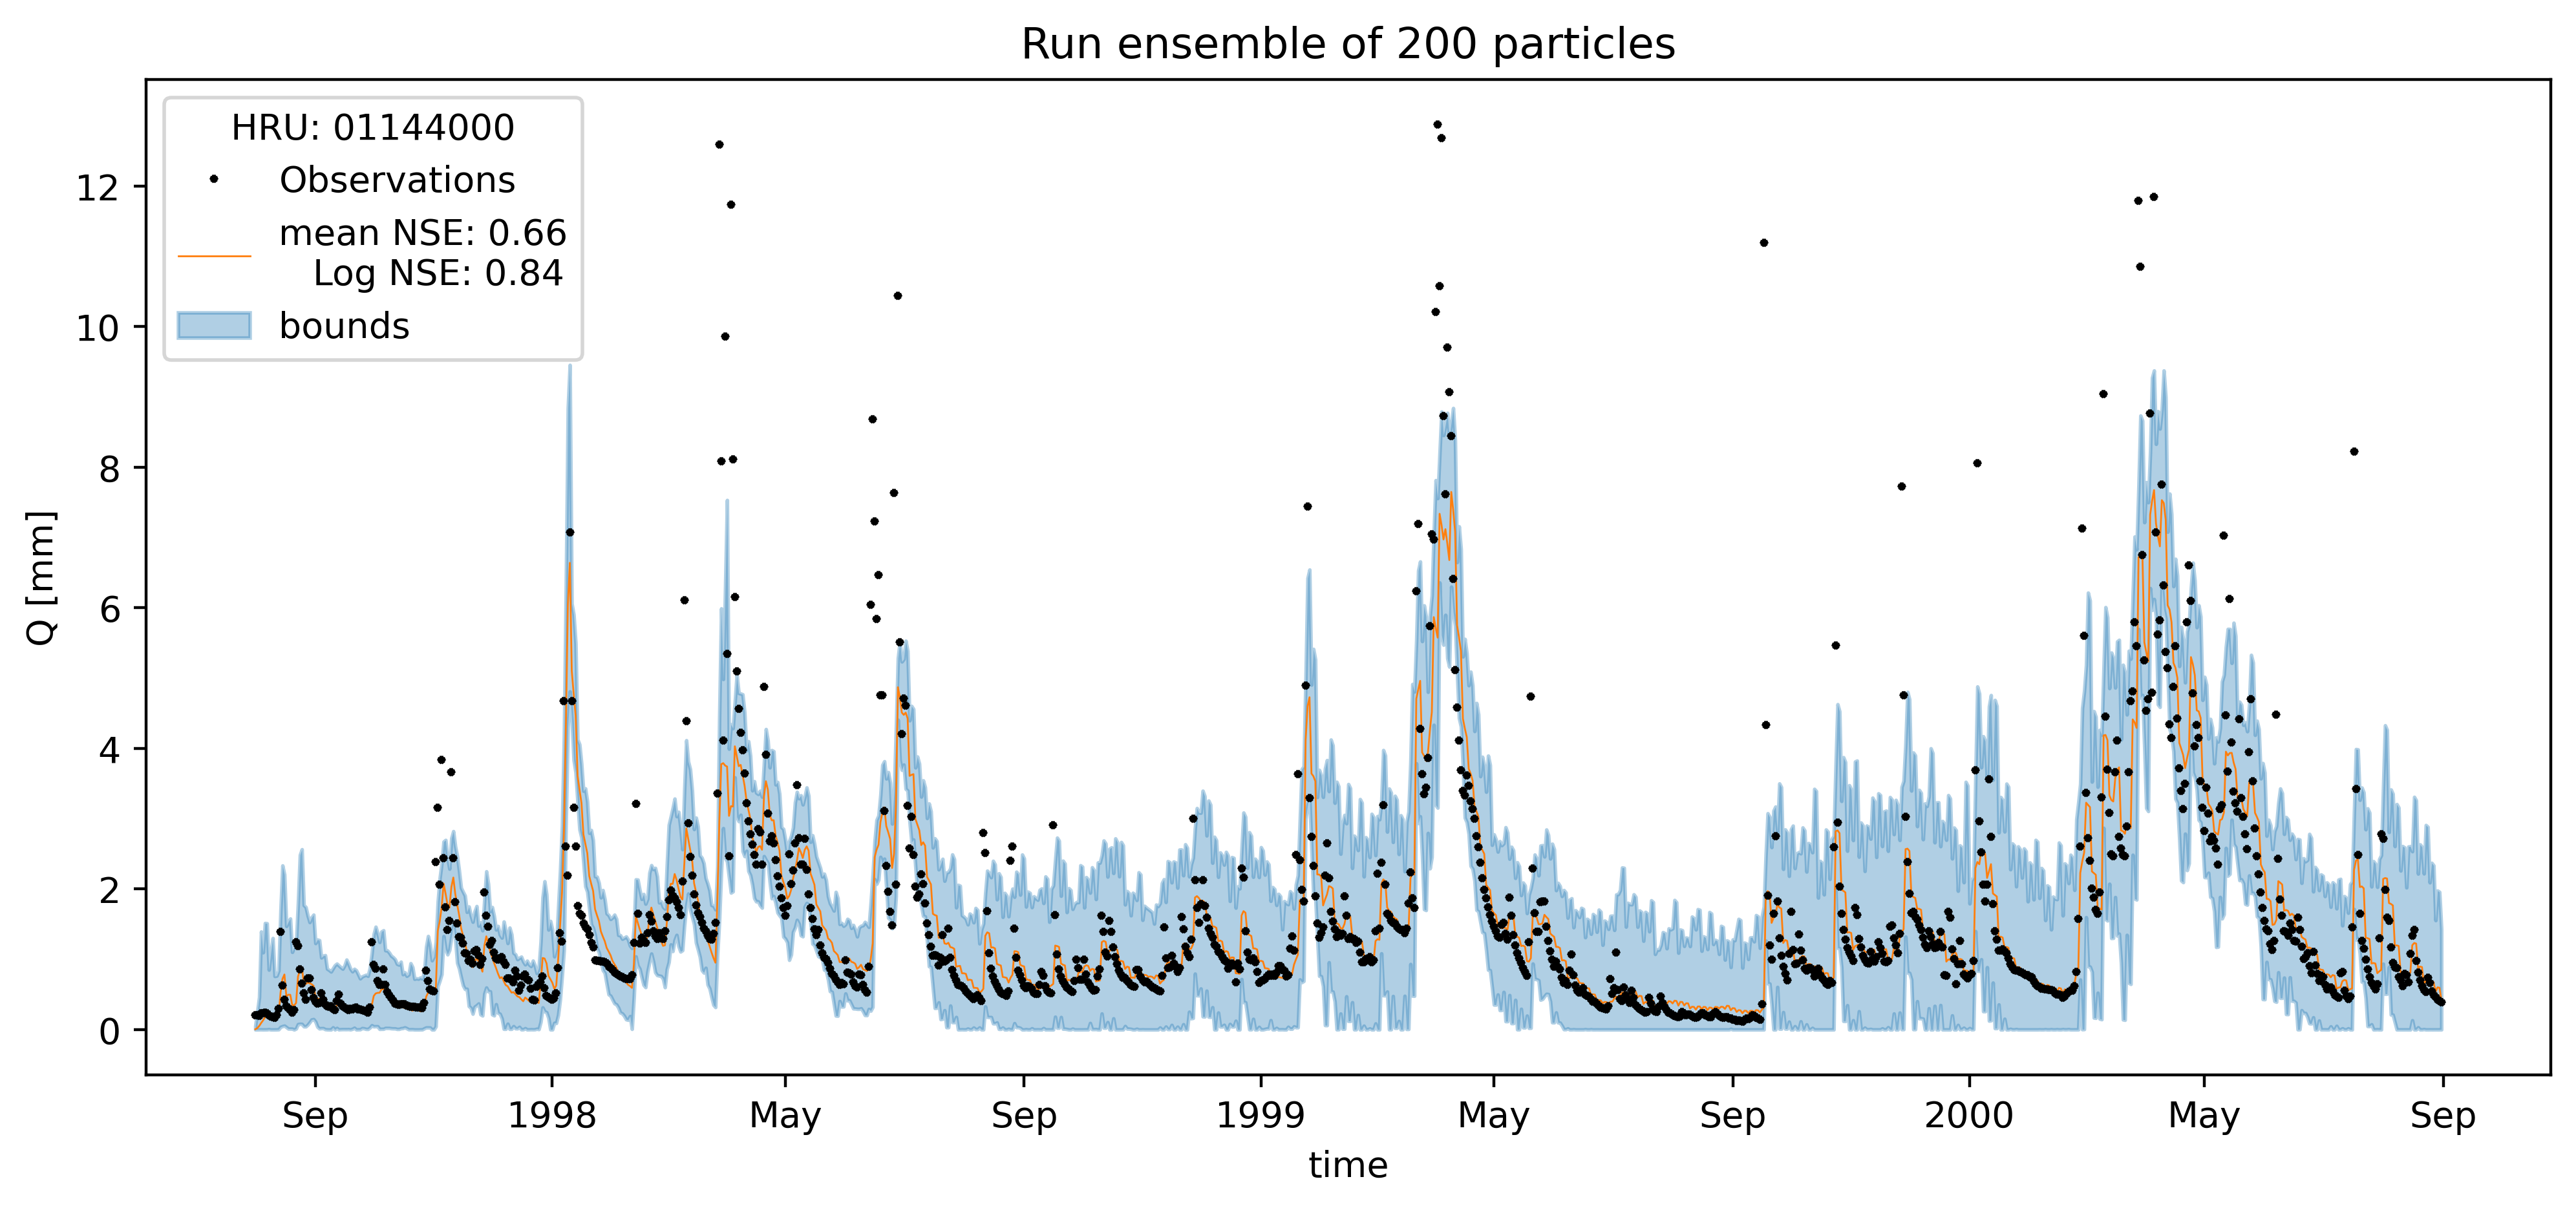 Run ensemble of 200 particles
HRU: 01144000
Observations
mean NSE: 0.66
Log NSE: 0.84
bounds
12
10
8
6
4
2
0
Q [mm]
Sep 1998 May Sep 1999 May Sep 2000 May Sep
time